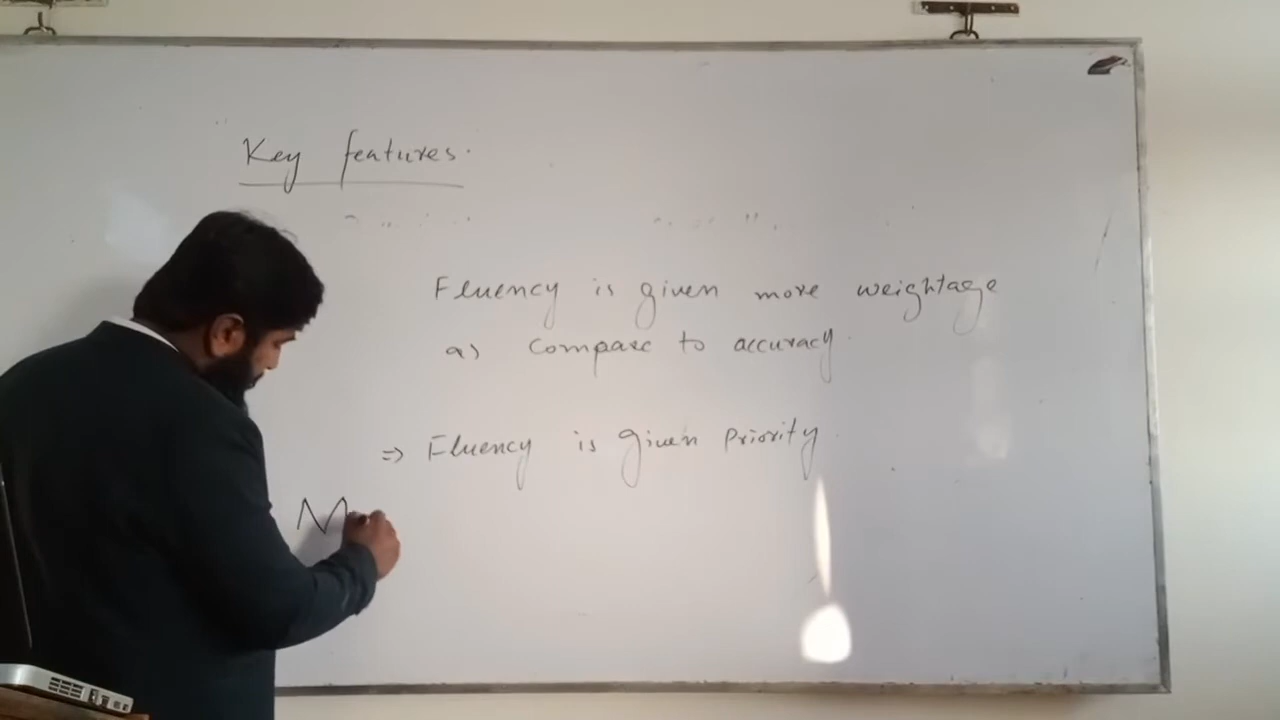 Key features.
Fluency is given more weightage
as compare to accuracy.
⇒ Fluency is given Priority
M